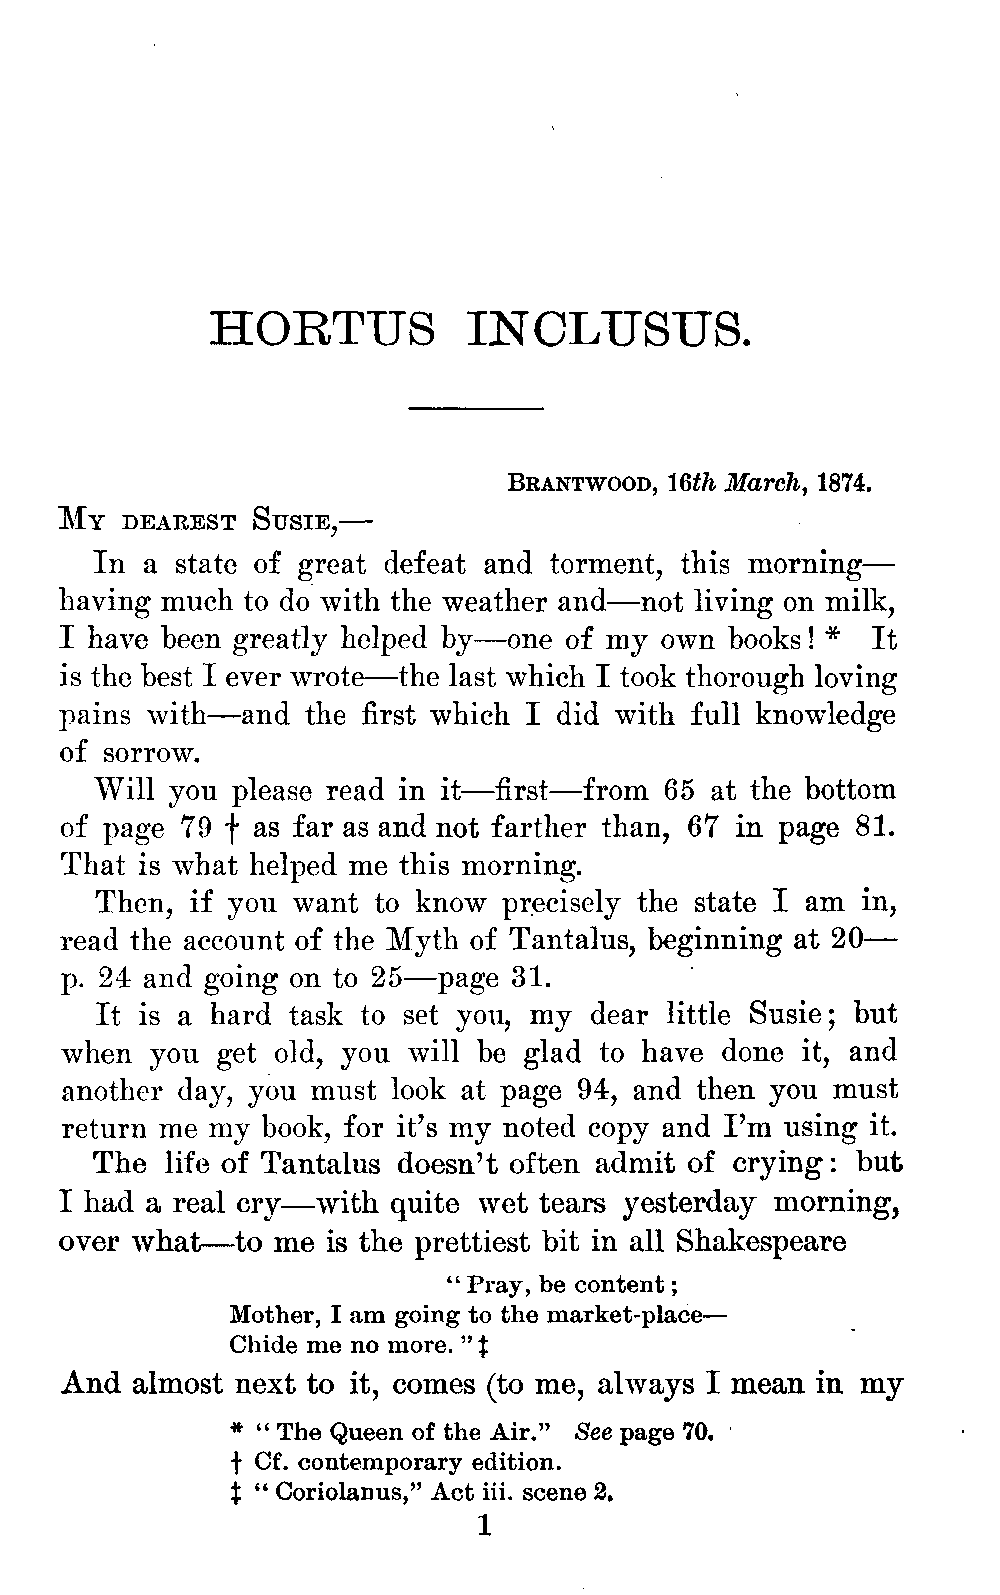 HORTUS INCLUSUS.
BRANTWOOD, 16th March, 1874.
MY DEAREST SUSIE,—
In a state of great defeat and torment, this morning—
having much to do with the weather and—not living on milk,
I have been greatly helped by—one of my own books! * It
is the best I ever wrote—the last which I took thorough loving
pains with—and the first which I did with full knowledge
of sorrow.
Will you please read in it—first—from 65 at the bottom
of page 79 † as far as and not farther than, 67 in page 81.
That is what helped me this morning.
Then, if you want to know precisely the state I am in,
read the account of the Myth of Tantalus, beginning at 20—
p. 24 and going on to 25—page 31.
It is a hard task to set you, my dear little Susie; but
when you get old, you will be glad to have done it, and
another day, you must look at page 94, and then you must
return me my book, for it's my noted copy and I'm using it.
The life of Tantalus doesn't often admit of crying: but
I had a real cry—with quite wet tears yesterday morning,
over what—to me is the prettiest bit in all Shakespeare
“Pray, be content;
Mother, I am going to the market-place—
Chide me no more.” ‡
And almost next to it, comes (to me, always I mean in my
* “The Queen of the Air.” See page 70.
† Cf. contemporary edition.
‡ “Coriolanus,” Act iii. scene 2.
1